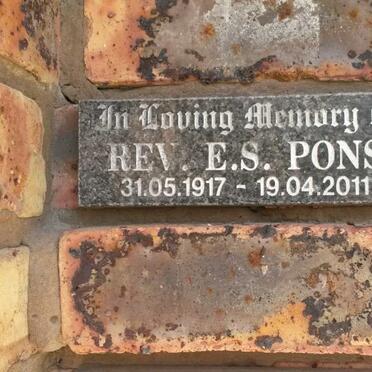 In Loving Memory
REV. E.S. PONS
31.05.1917 - 19.04.2011